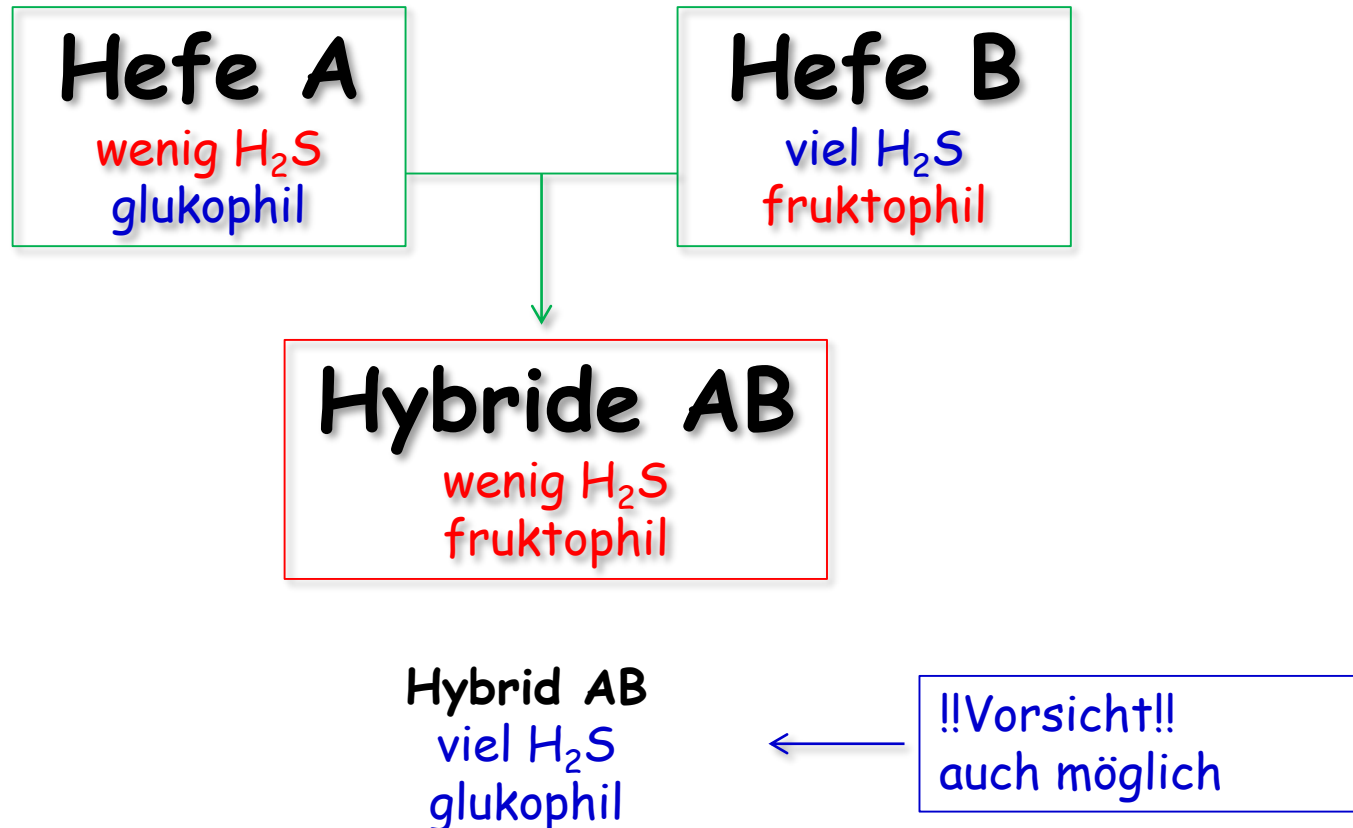 Hefe A
wenig H₂S
glukophil
Hefe B
viel H₂S
fruktophil
Hybride AB
wenig H₂S
fruktophil
Hybrid AB
viel H₂S
glukophil
!!Vorsicht!!
auch möglich